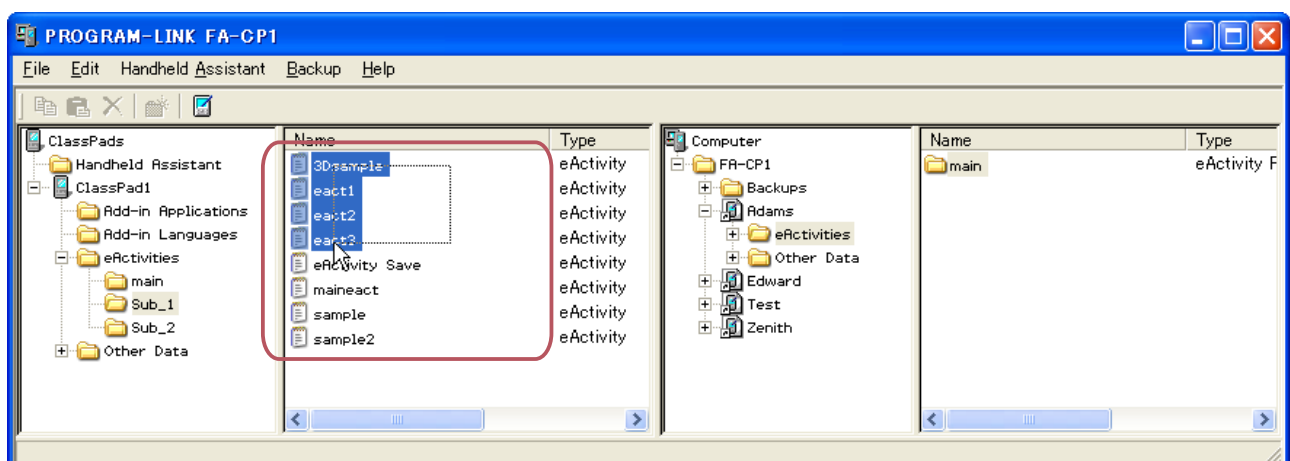 PROGRAM-LINK FA-CP1
File Edit Handheld Assistant Backup Help
ClassPads
Handheld Assistant
ClassPad1
Add-in Applications
Add-in Languages
eActivities
main
Sub_1
Sub_2
Other Data
Name Type
3Dsample eActivity
eact1 eActivity
eact2 eActivity
eact3 eActivity
eActivity Save eActivity
maineact eActivity
sample eActivity
sample2 eActivity
Computer
FA-CP1
Backups
Adams
eActivities
Other Data
Edward
Test
Zenith
Name Type
main eActivity F